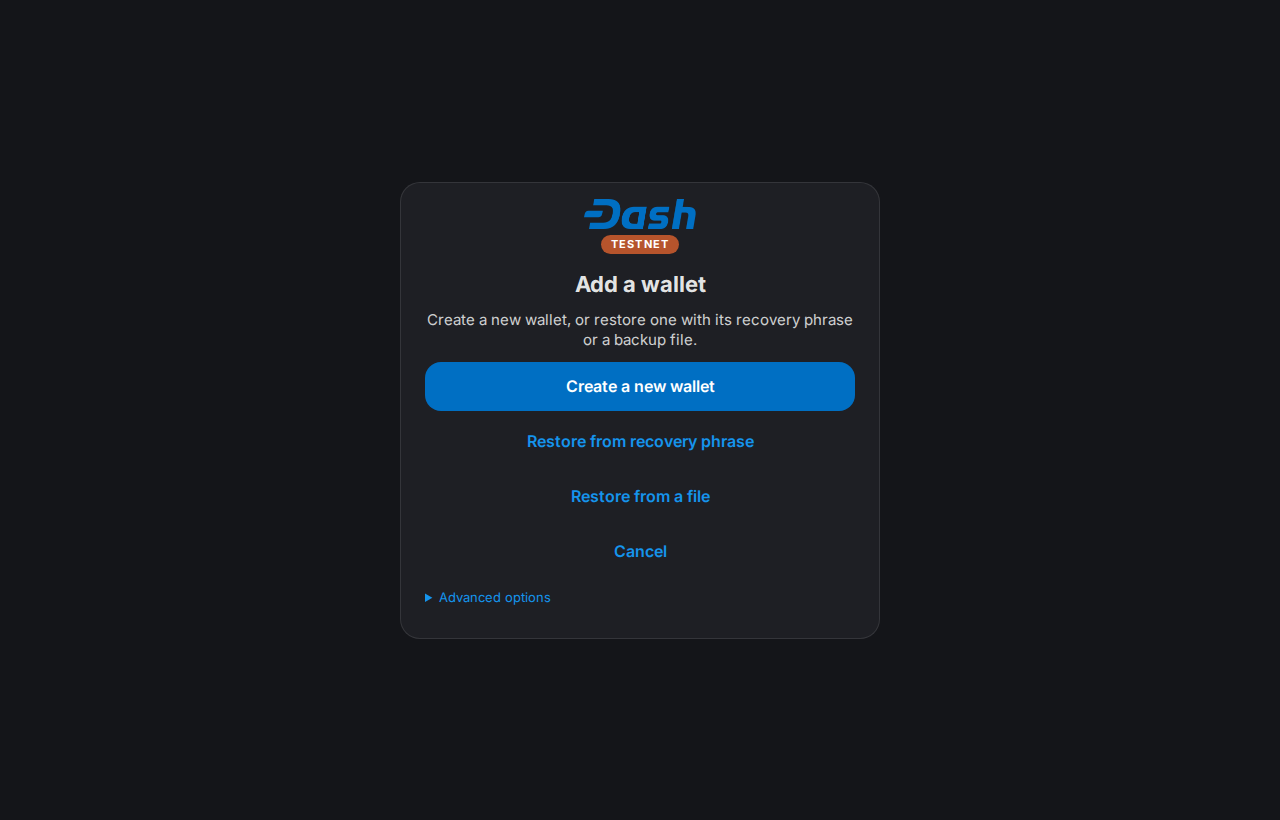 Dash
TESTNET
Add a wallet
Create a new wallet, or restore one with its recovery phrase
or a backup file.
Create a new wallet
Restore from recovery phrase
Restore from a file
Cancel
Advanced options